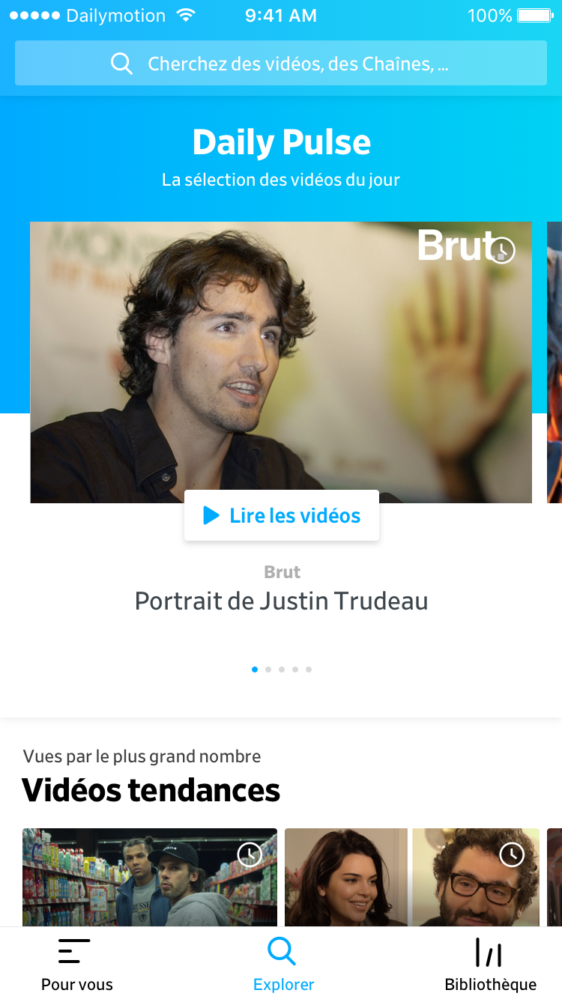 Dailymotion 9:41 AM 100%
Cherchez des vidéos, des Chaînes, ...
Daily Pulse
La sélection des vidéos du jour
Brut.
Lire les vidéos
Brut
Portrait de Justin Trudeau
Vues par le plus grand nombre
Vidéos tendances
Pour vous Explorer Bibliothèque